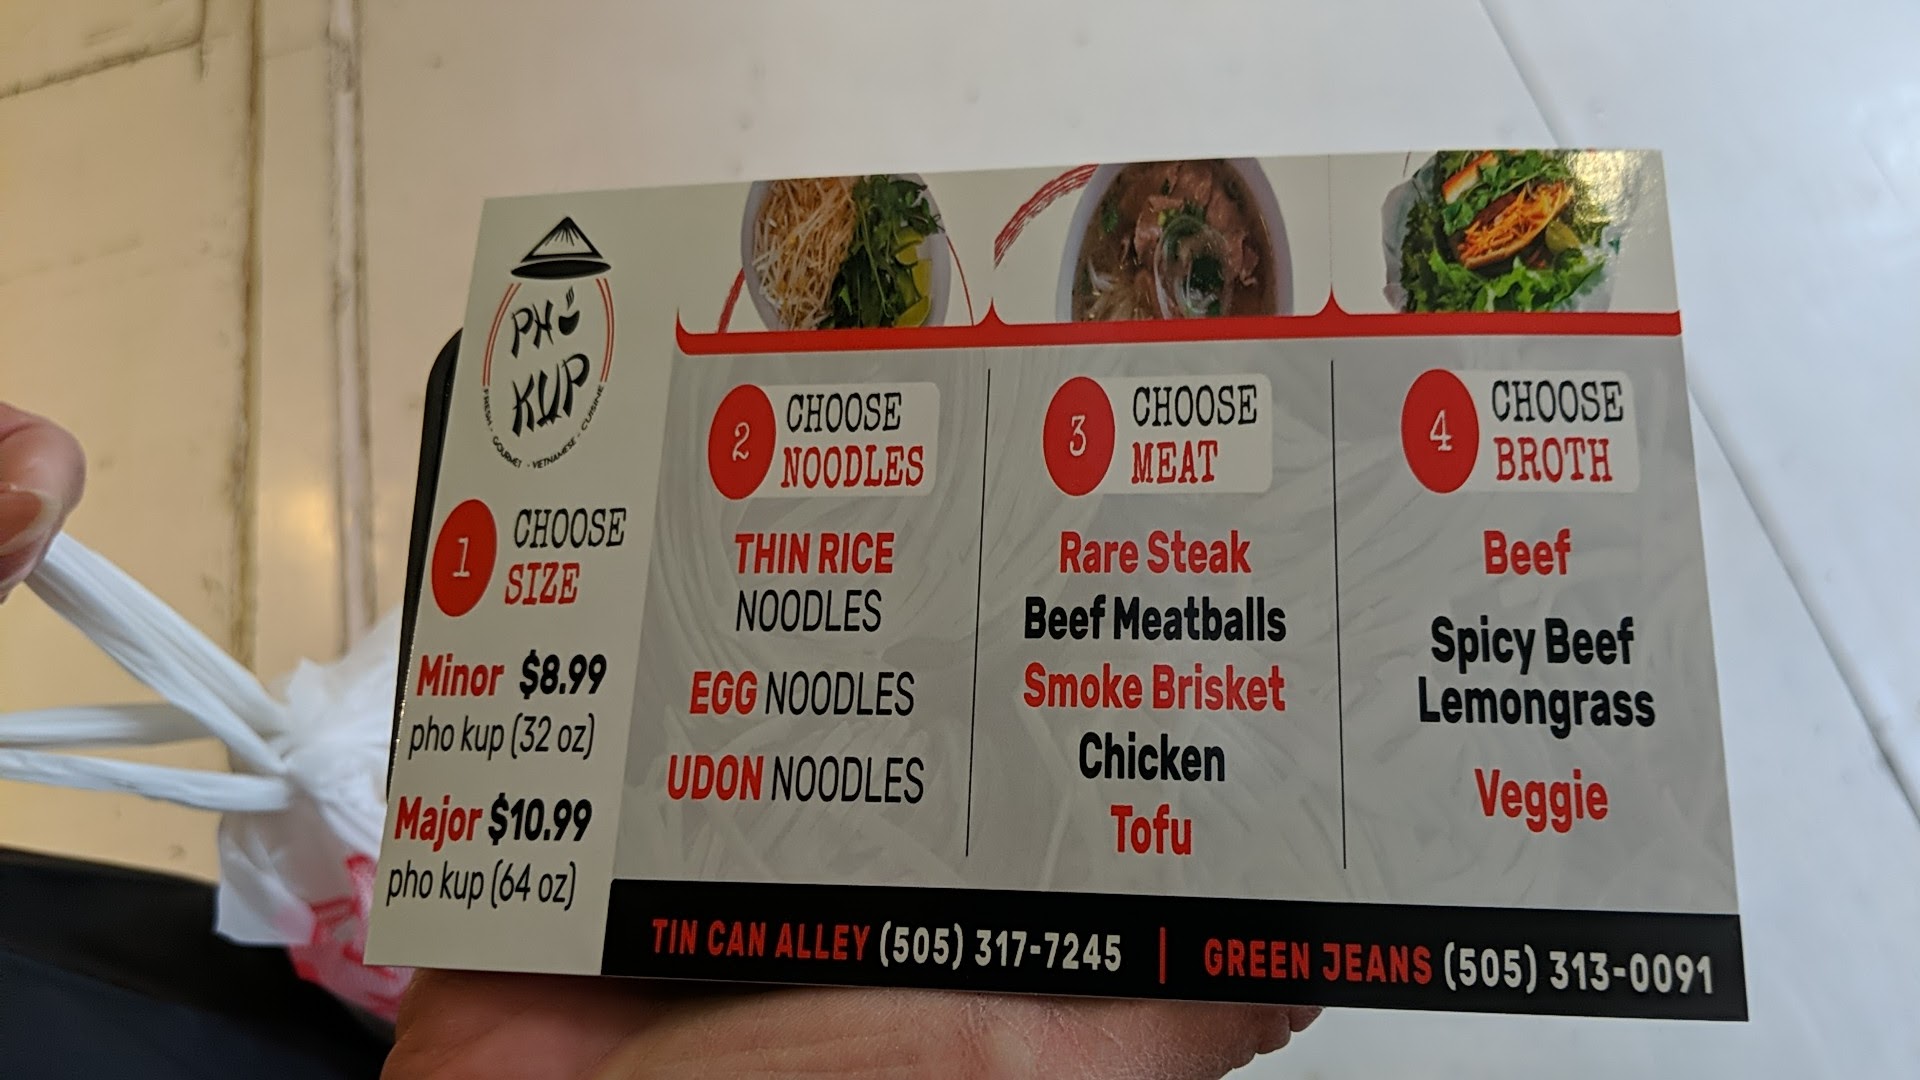 PHO
KUP
FRESH - GOURMET - VIETNAMESE - CUISINE
1 CHOOSE
SIZE
Minor $8.99
pho kup (32 oz)
Major $10.99
pho kup (64 oz)
2 CHOOSE
NOODLES
THIN RICE
NOODLES
EGG NOODLES
UDON NOODLES
3 CHOOSE
MEAT
Rare Steak
Beef Meatballs
Smoke Brisket
Chicken
Tofu
4 CHOOSE
BROTH
Beef
Spicy Beef
Lemongrass
Veggie
TIN CAN ALLEY (505) 317-7245 | GREEN JEANS (505) 313-0091